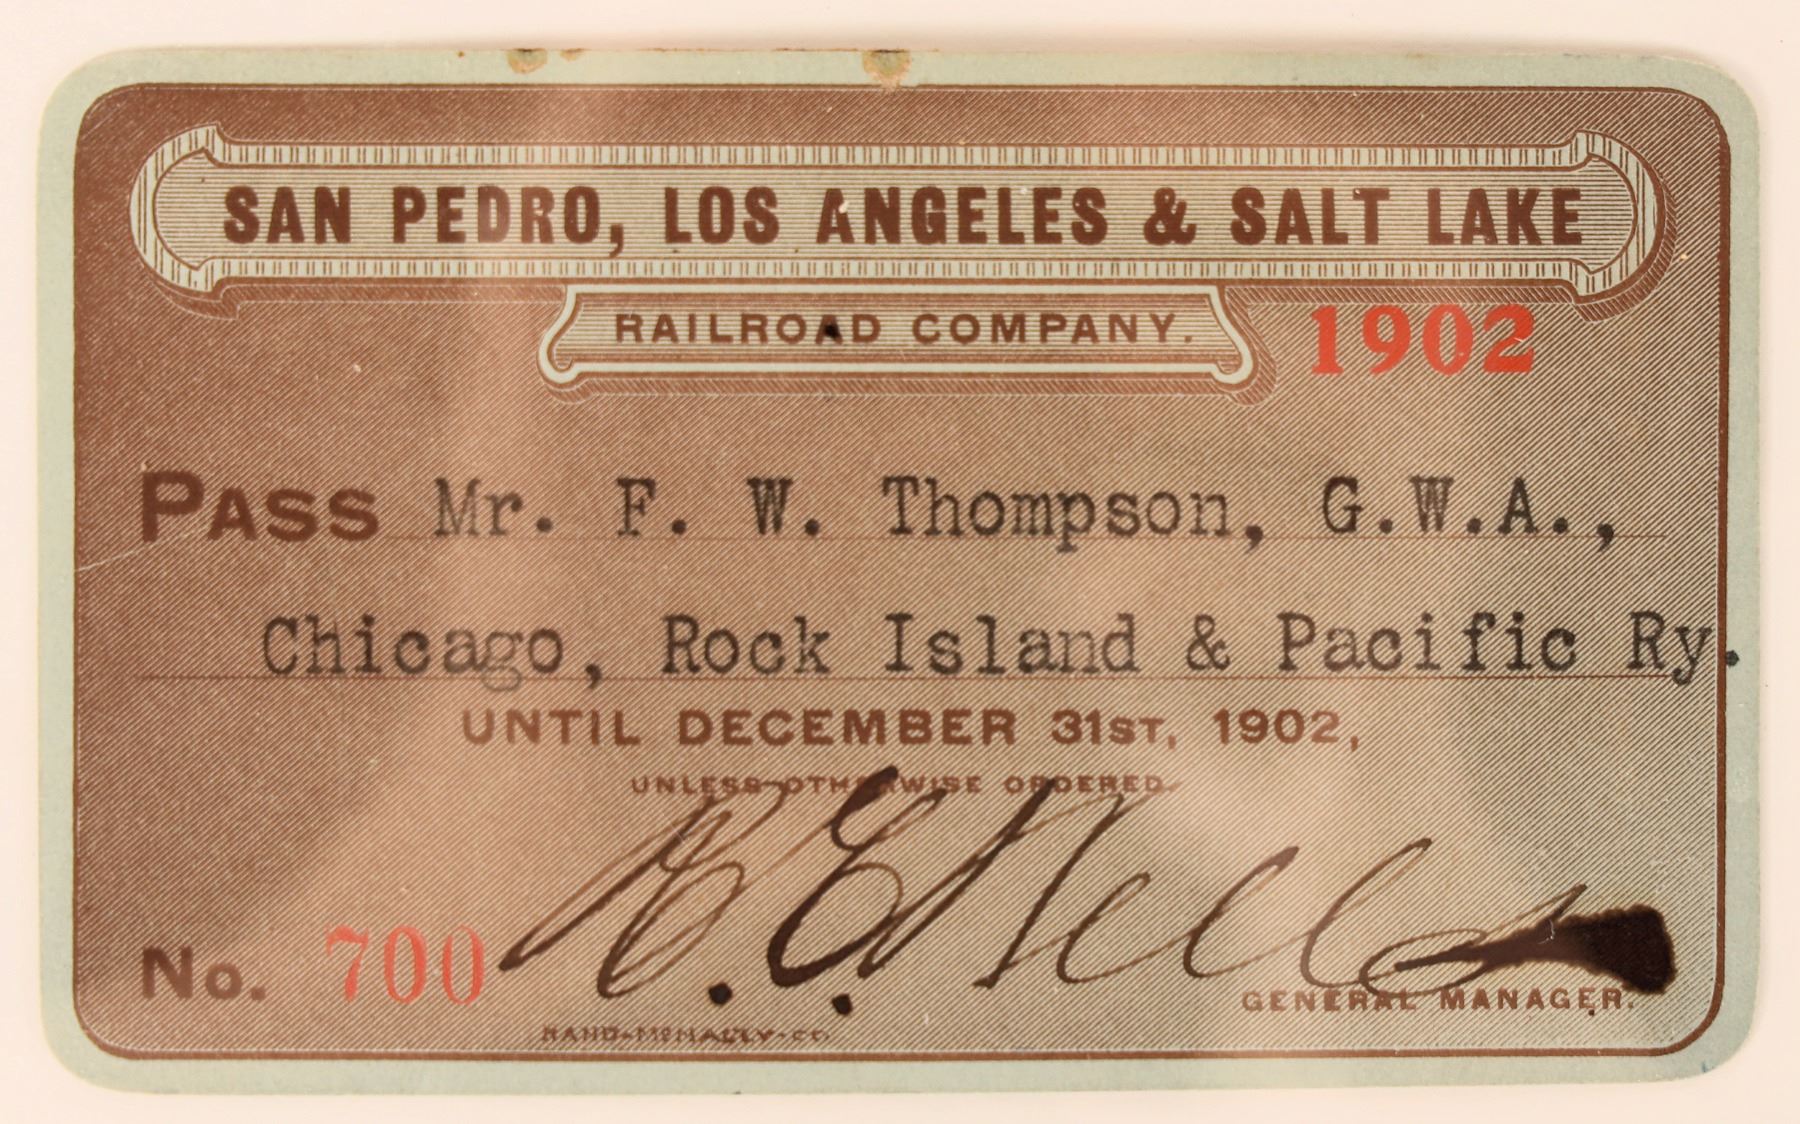 SAN PEDRO, LOS ANGELES & SALT LAKE
RAILROAD COMPANY.
1902
PASS Mr. F. W. Thompson, G.W.A.,
Chicago, Rock Island & Pacific Ry.
UNTIL DECEMBER 31ST, 1902,
UNLESS OTHERWISE ORDERED.
No. 700
GENERAL MANAGER.
RAND-MCNALLY-CO.